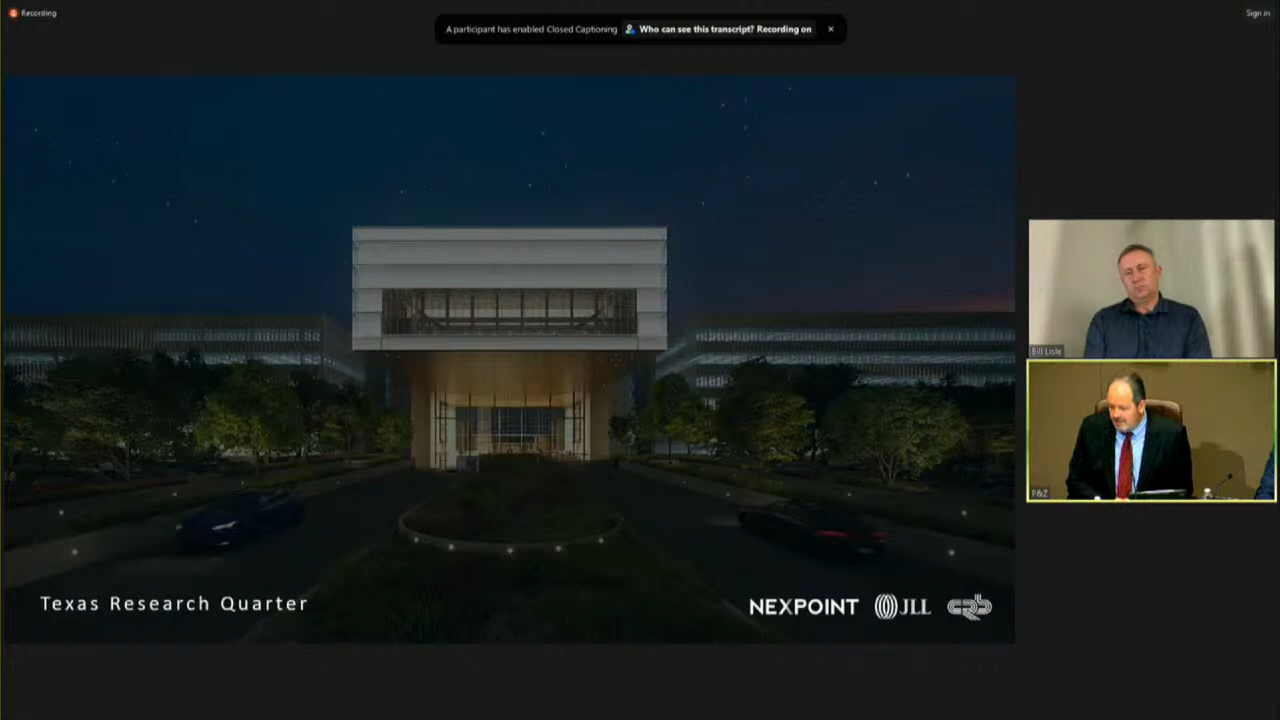 Recording
A participant has enabled Closed Captioning Who can see this transcript? Recording on ×
Sign in
Bill Lisle
P&Z
Texas Research Quarter
NEXPOINT JLL CRB